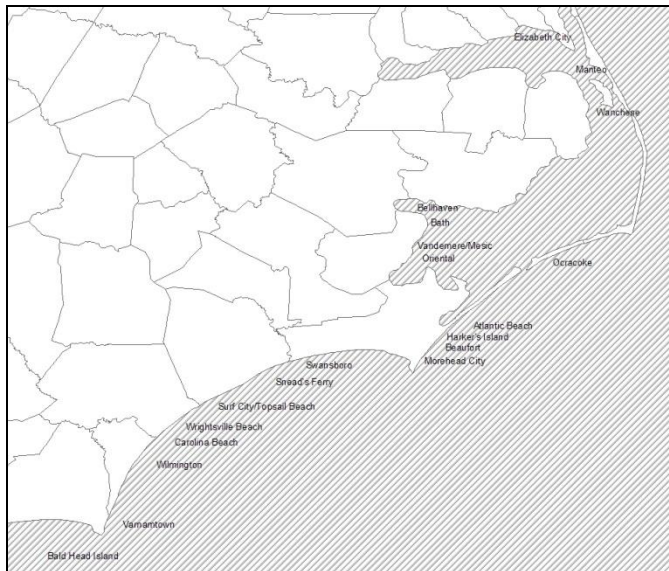 Elizabeth City
Manteo
Wanchese
Bellhaven
Bath
Vandemere/Mesic
Oriental
Ocracoke
Atlantic Beach
Harker's Island
Beaufort
Morehead City
Swansboro
Snead's Ferry
Surf City/Topsail Beach
Wrightsville Beach
Carolina Beach
Wilmington
Varnamtown
Bald Head Island